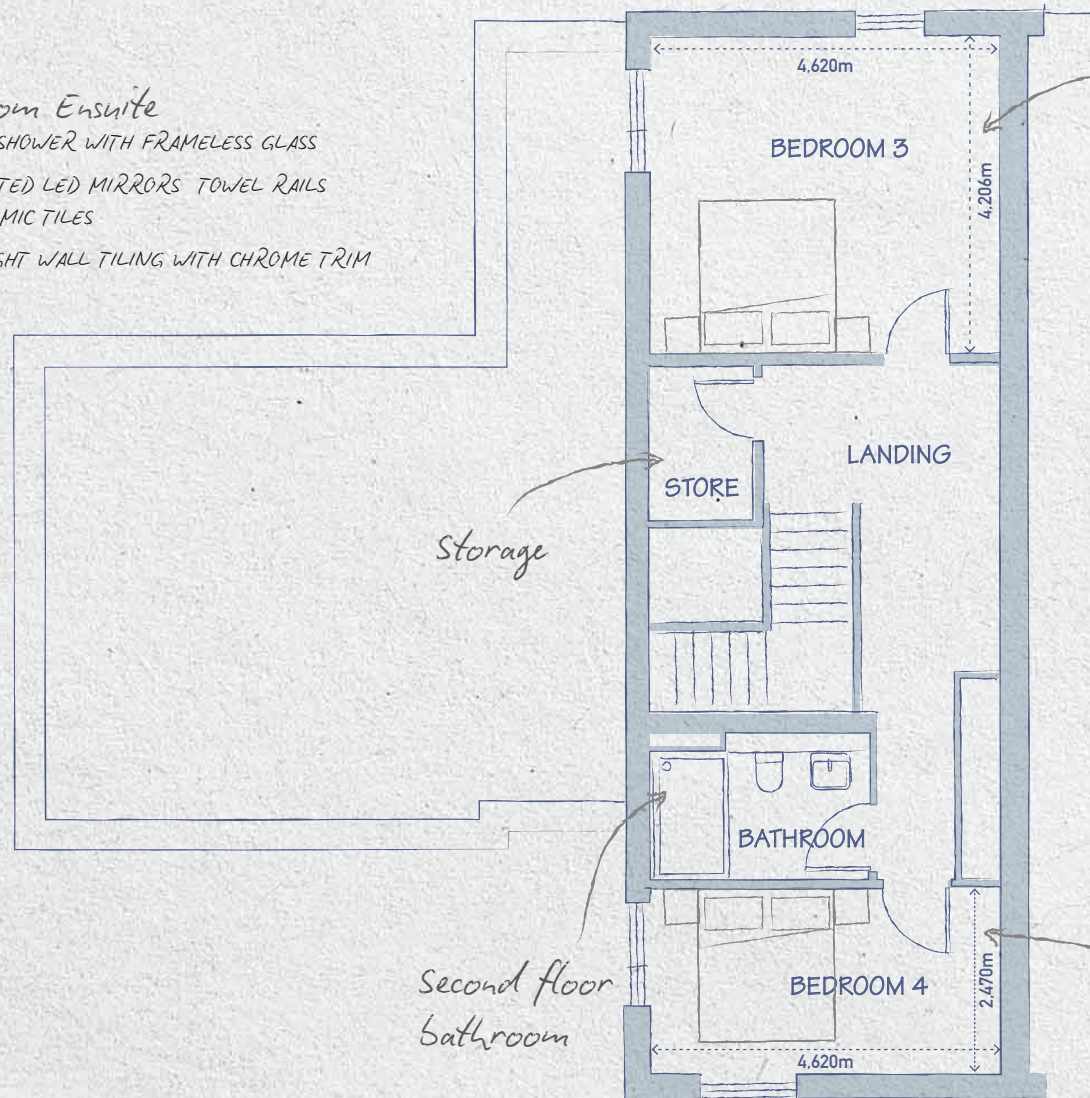 om Ensuite
SHOWER WITH FRAMELESS GLASS
TED LED MIRRORS TOWEL RAILS
MIC TILES
GHT WALL TILING WITH CHROME TRIM
4,620m
BEDROOM 3
4,206m
LANDING
STORE
Storage
BATHROOM
second floor
bathroom
BEDROOM 4
2,470m
4,620m